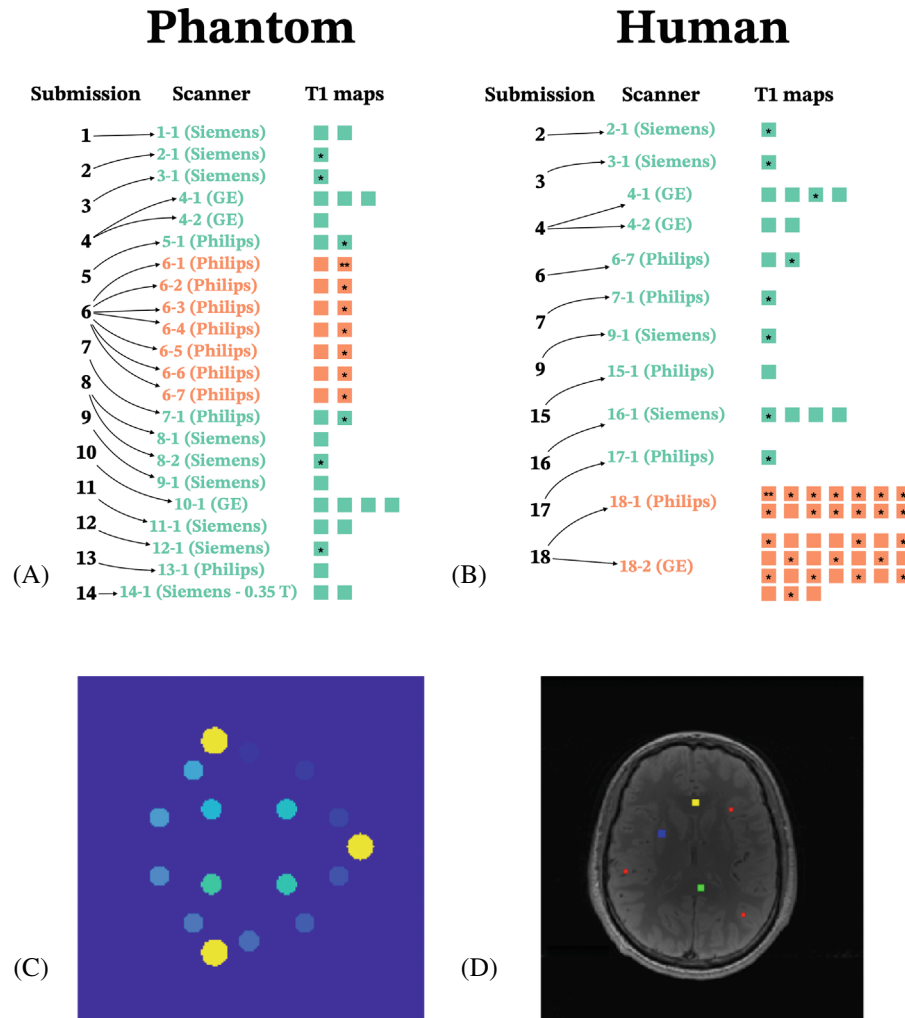 Phantom
Human
Submission Scanner T1 maps
1 1-1 (Siemens)
2 2-1 (Siemens) *
3 3-1 (Siemens) *
4 4-1 (GE)
4-2 (GE)
5 5-1 (Philips) *
6 6-1 (Philips) **
6-2 (Philips) *
6-3 (Philips) *
6-4 (Philips) *
6-5 (Philips) *
6-6 (Philips) *
6-7 (Philips) *
7 7-1 (Philips) *
8 8-1 (Siemens)
8-2 (Siemens) *
9 9-1 (Siemens)
10 10-1 (GE)
11 11-1 (Siemens)
12 12-1 (Siemens) *
13 13-1 (Philips)
14 14-1 (Siemens - 0.35 T)
(A)
Submission Scanner T1 maps
2 2-1 (Siemens) *
3 3-1 (Siemens) *
4 4-1 (GE) *
4-2 (GE)
6 6-7 (Philips) *
7 7-1 (Philips) *
9 9-1 (Siemens) *
15 15-1 (Philips)
16 16-1 (Siemens) *
17 17-1 (Philips) *
18 18-1 (Philips) ** * * * * * *
* * * * * *
18-2 (GE) * * *
* * *
* * * *
*
(B)
(C)
(D)